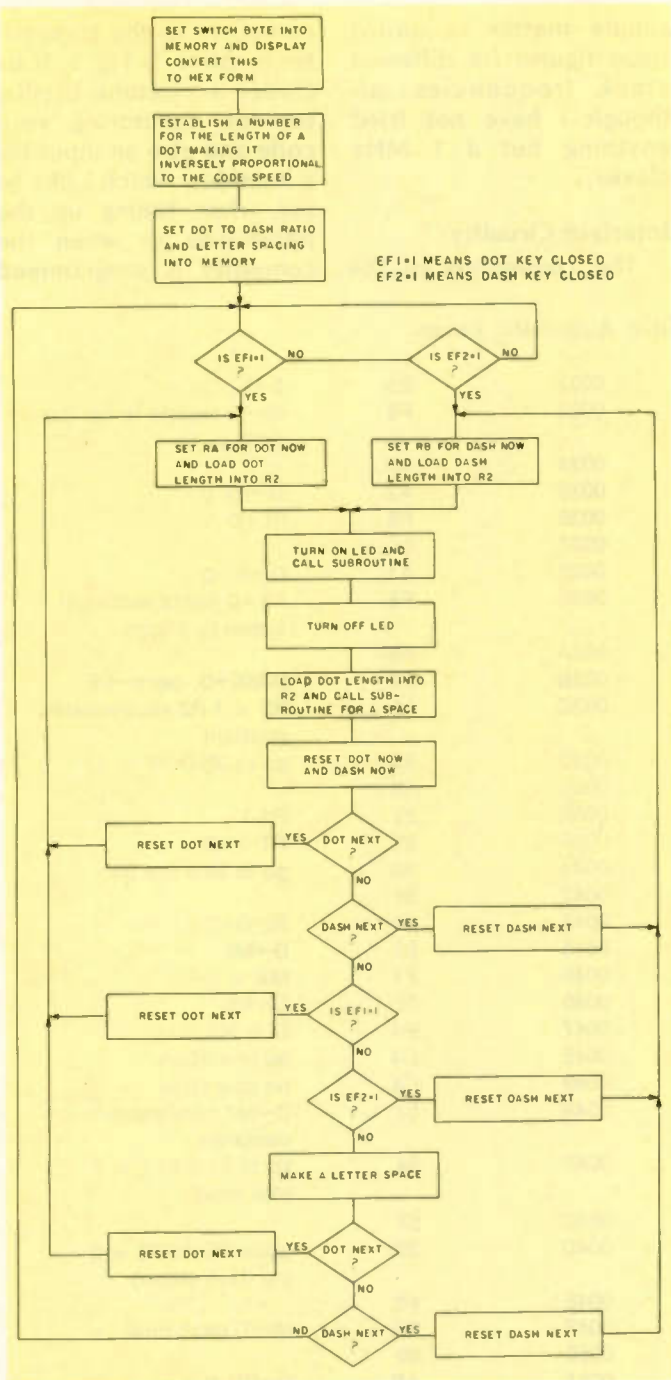 SET SWITCH BYTE INTO
MEMORY AND DISPLAY
CONVERT THIS
TO HEX FORM
ESTABLISH A NUMBER
FOR THE LENGTH OF A
DOT MAKING IT
INVERSELY PROPORTIONAL
TO THE CODE SPEED
SET DOT TO DASH RATIO
AND LETTER SPACING
INTO MEMORY
EF1=1 MEANS DOT KEY CLOSED
EF2=1 MEANS DASH KEY CLOSED
IS EF1=1
?
NO
YES
IS EF2=1
?
NO
YES
SET RA FOR DOT NOW
AND LOAD DOT
LENGTH INTO R2
SET RB FOR DASH NOW
AND LOAD DASH
LENGTH INTO R2
TURN ON LED AND
CALL SUBROUTINE
TURN OFF LED
LOAD DOT LENGTH INTO
R2 AND CALL SUB-
ROUTINE FOR A SPACE
RESET DOT NOW
AND DASH NOW
RESET DOT NEXT
YES
DOT NEXT
?
NO
DASH NEXT
?
YES
RESET DASH NEXT
NO
RESET DOT NEXT
YES
IS EF1=1
?
NO
IS EF2=1
?
YES
RESET DASH NEXT
NO
MAKE A LETTER SPACE
RESET DOT NEXT
YES
DOT NEXT
?
NO
NO
DASH NEXT
?
YES
RESET DASH NEXT